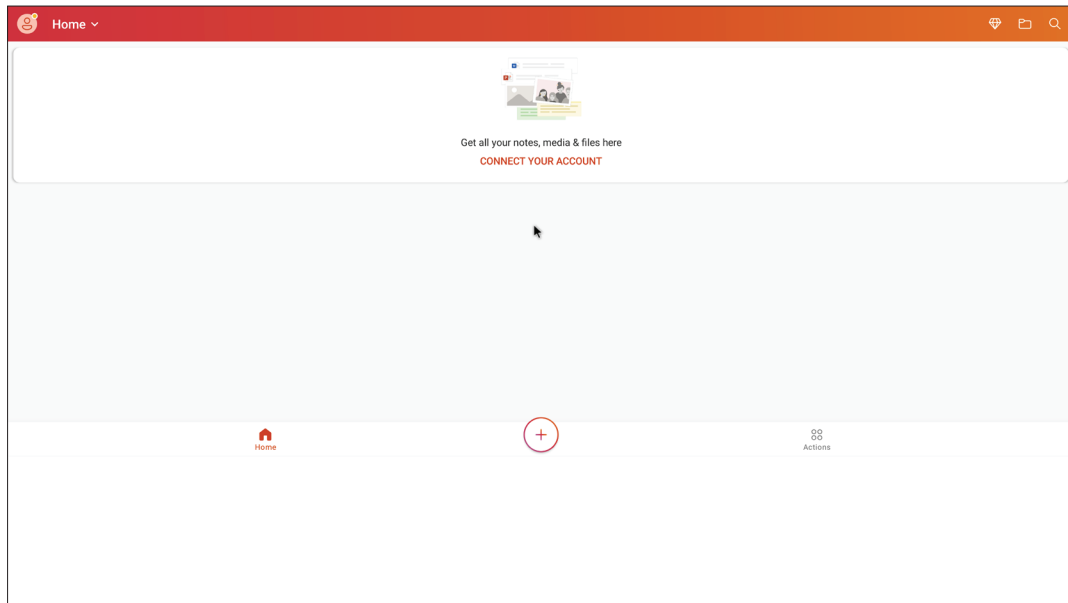 Home
Get all your notes, media & files here
CONNECT YOUR ACCOUNT
Home
Actions